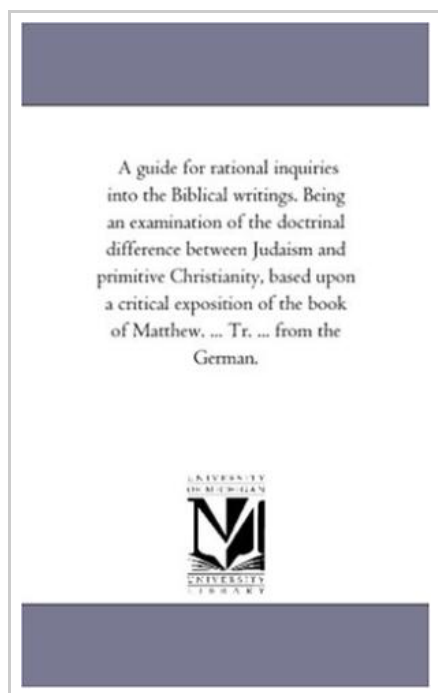 A guide for rational inquiries
into the Biblical writings. Being
an examination of the doctrinal
difference between Judaism and
primitive Christianity, based upon
a critical exposition of the book
of Matthew. ... Tr. ... from the
German.
UNIVERSITY
OF MICHIGAN
M
UNIVERSITY
LIBRARY